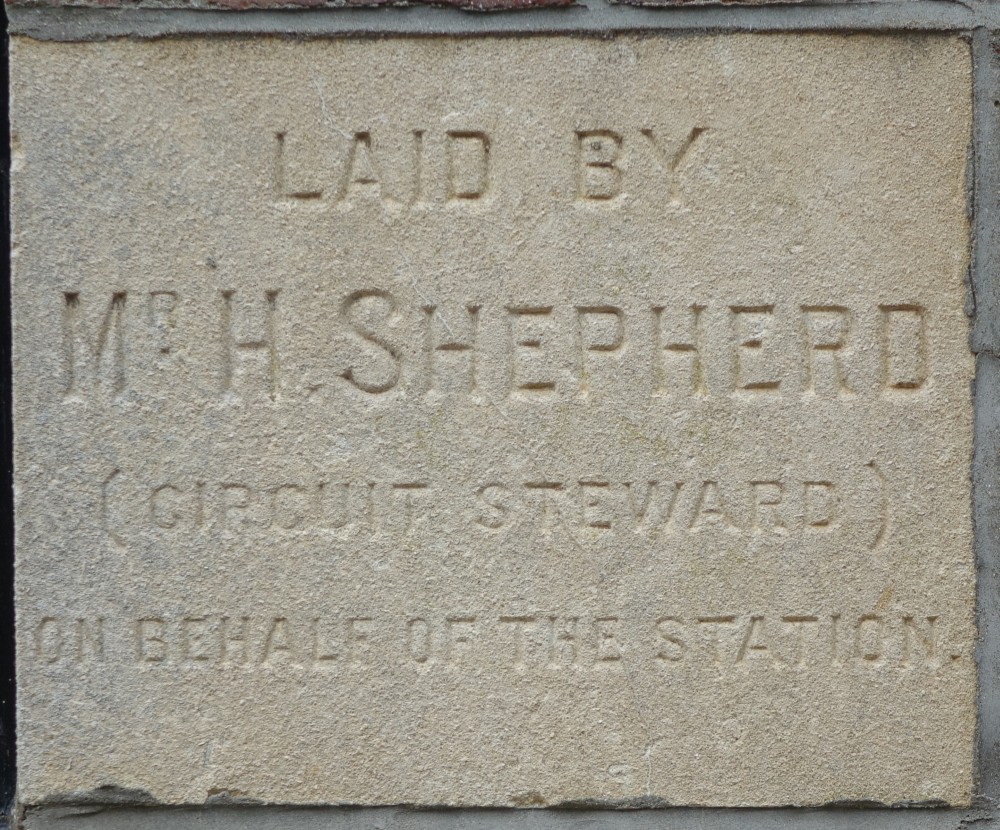 LAID BY
Mr H. SHEPHERD
(CIRCUIT STEWARD)
ON BEHALF OF THE STATION.